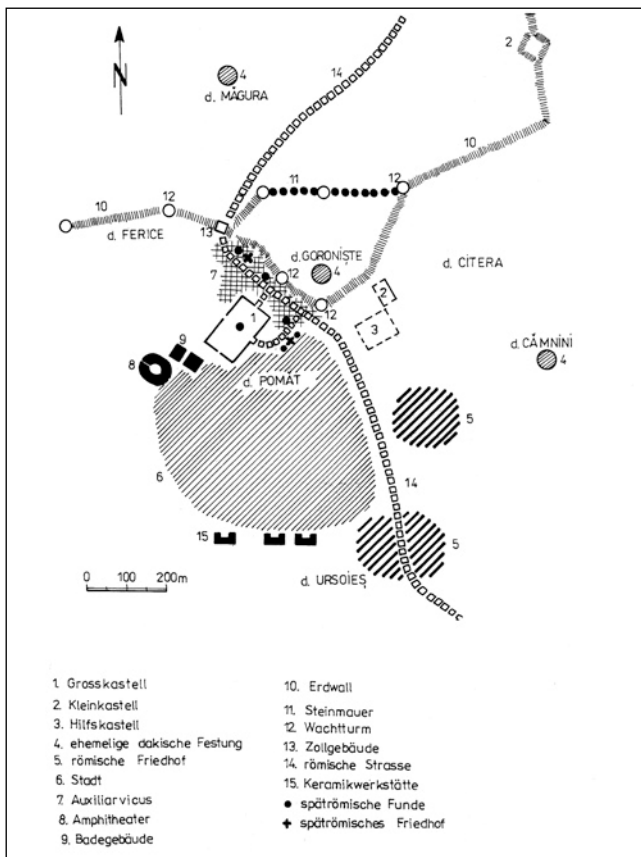 N
2
4
14
d. MĂGURA
10
11
12
12
10
13
d. FERICE
d. GORONIȘTE
4
d. CITERA
7
12
2
12
1
3
9
8
d. CĂMNINI
4
d. POMĂT
5
6
14
15
5
0 100 200m
d. URSOIEȘ
1. Grosskastell
2. Kleinkastell
3. Hilfskastell
4. ehemelige dakische Festung
5. römische Friedhof
6. Stadt
7. Auxiliarvicus
8. Amphitheater
9. Badegebäude
10. Erdwall
11. Steinmauer
12. Wachtturm
13. Zollgebäude
14. römische Strasse
15. Keramikwerkstätte
● spätrömische Funde
+ spätrömisches Friedhof